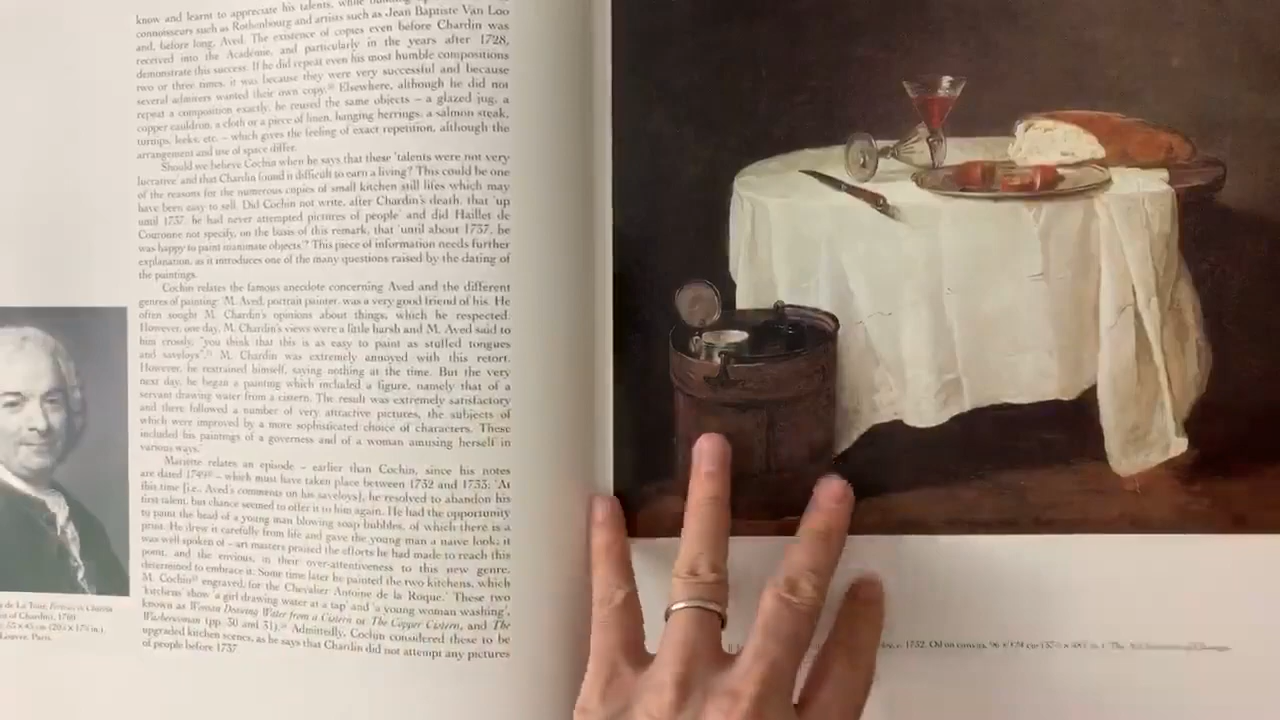 know and learnt to appreciate his talents, while
connoisseurs such as Rothenbourg and artists such as Jean Baptiste Van Loo
and, before long, Aved. The existence of copies even before Chardin was
received into the Académie, and particularly in the years after 1728,
demonstrate this success. If he did repeat even his most humble compositions
two or three times, it was because they were very successful and because
several admirers wanted their own copy. Elsewhere, although he did not
repeat a composition exactly, he reused the same objects – a glazed jug, a
copper cauldron, a cloth or a piece of linen, hanging herrings, a salmon steak,
turnips, leeks, etc. – which gives the feeling of exact repetition, although the
arrangement and use of space differ.
Should we believe Cochin when he says that these 'talents were not very
lucrative' and that Chardin found it difficult to earn a living? This could be one
of the reasons for the numerous copies of small kitchen still lifes which may
have been easy to sell. Did Cochin not write, after Chardin's death, that 'up
until 1737, he had never attempted pictures of people' and did Haillet de
Couronne not specify, on the basis of this remark, that 'until about 1737, he
was happy to paint inanimate objects'? This piece of information needs further
explanation, as it introduces one of the many questions raised by the dating of
the paintings.
Cochin relates the famous anecdote concerning Aved and the different
genres of painting: 'M. Aved, portrait painter, was a very good friend of his. He
often sought M. Chardin's opinions about things, which he respected.
However, one day, M. Chardin's views were a little harsh and M. Aved said to
him crossly, "you think that this is as easy to paint as stuffed tongues
and saveloys". M. Chardin was extremely annoyed with this retort.
However, he restrained himself, saying nothing at the time. But the very
next day, he began a painting which included a figure, namely that of a
servant drawing water from a cistern. The result was extremely satisfactory
and there followed a number of very attractive pictures, the subjects of
which were improved by a more sophisticated choice of characters. These
included his paintings of a governess and of a woman amusing herself in
various ways.'
Mariette relates an episode – earlier than Cochin, since his notes
are dated 1749 – which must have taken place between 1732 and 1733: 'At
this time [i.e., Aved's comments on his saveloys], he resolved to abandon his
first talent, but chance seemed to offer it to him again. He had the opportunity
to paint the head of a young man blowing soap bubbles, of which there is a
print. He drew it carefully from life and gave the young man a naive look; it
was well spoken of – art masters praised the efforts he had made to reach this
point, and the envious, in their over-attentiveness to this new genre,
determined to embrace it. Some time later he painted the two kitchens, which
M. Cochin engraved, for the Chevalier Antoine de la Roque.' These two
'kitchens' show 'a girl drawing water at a tap' and 'a young woman washing',
known as Woman Drawing Water from a Cistern or The Copper Cistern, and The
Washerwoman (pp 30 and 31). Admittedly, Cochin considered these to be
upgraded kitchen scenes, as he says that Chardin did not attempt any pictures
of people before 1737
de La Tour, Portrait of Chardin
of Chardin), 1760
Louvre, Paris.
1732. Oil on canvas, 96 × 124 cm